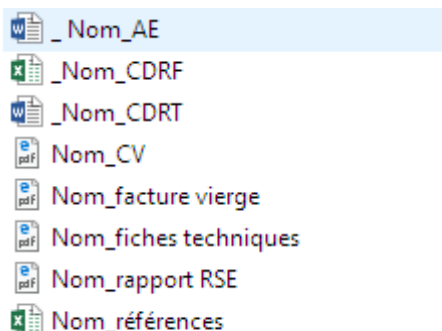 _ Nom_AE
_Nom_CDRF
_Nom_CDRT
Nom_CV
Nom_facture vierge
Nom_fiches techniques
Nom_rapport RSE
Nom_références